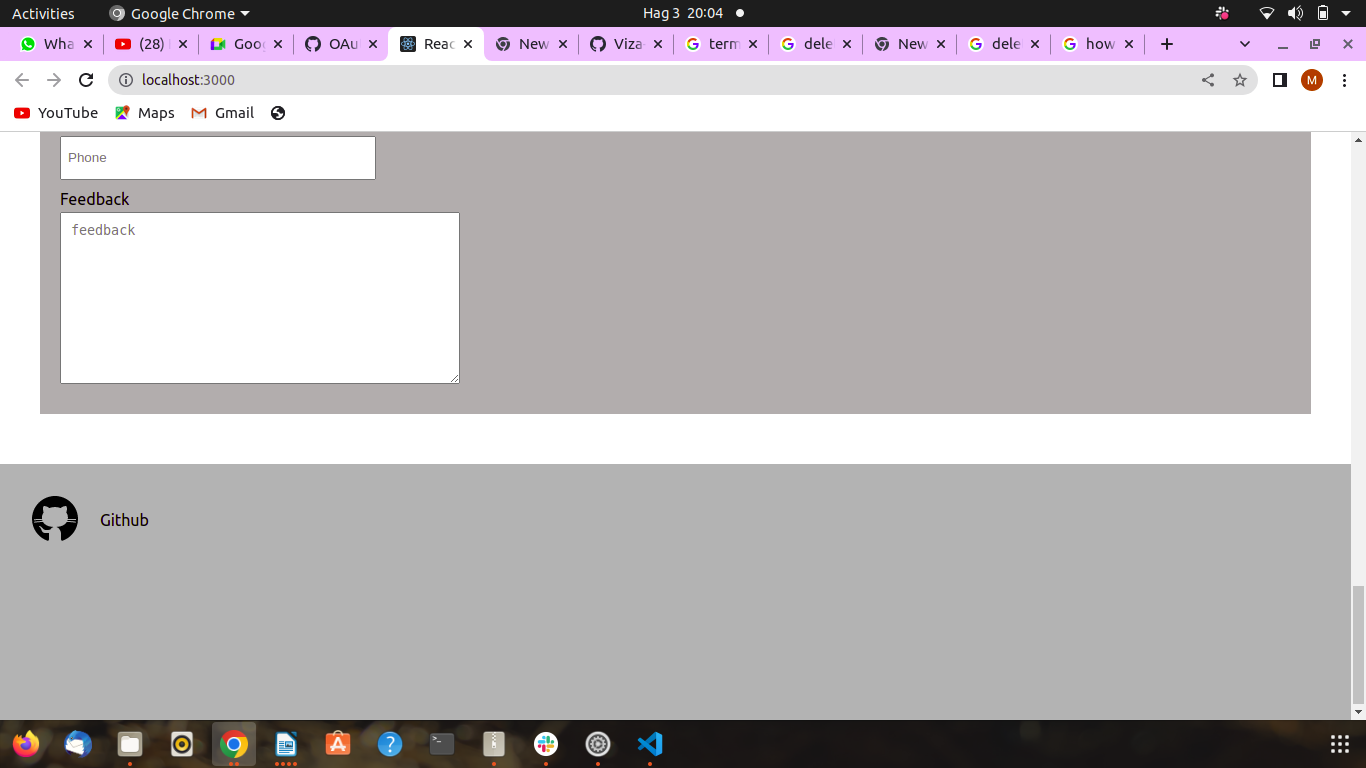 Activities Google Chrome Hag 3 20:04
Wha (28) Goog OAu Reac New Viza- term dele New dele how
localhost:3000 M
YouTube Maps Gmail
Phone
Feedback
feedback
Github